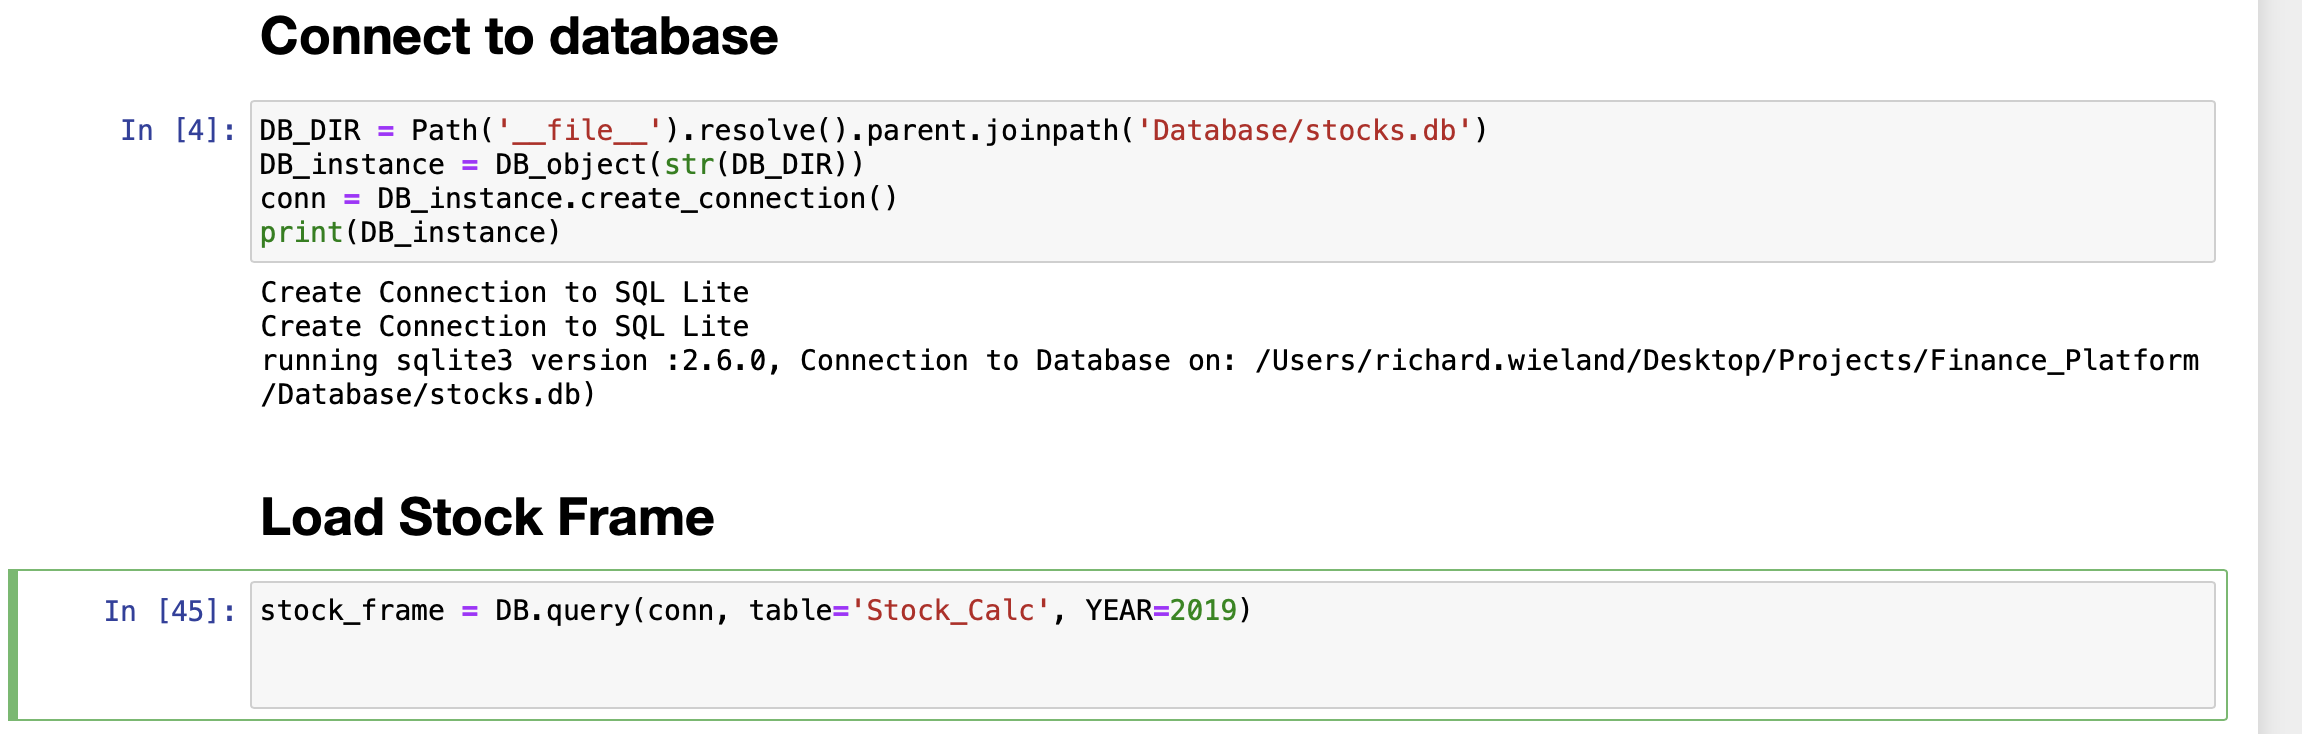 Connect to database
In [4]: DB_DIR = Path('__file__').resolve().parent.joinpath('Database/stocks.db')
DB_instance = DB_object(str(DB_DIR))
conn = DB_instance.create_connection()
print(DB_instance)
Create Connection to SQL Lite
Create Connection to SQL Lite
running sqlite3 version :2.6.0, Connection to Database on: /Users/richard.wieland/Desktop/Projects/Finance_Platform
/Database/stocks.db)
Load Stock Frame
In [45]: stock_frame = DB.query(conn, table='Stock_Calc', YEAR=2019)